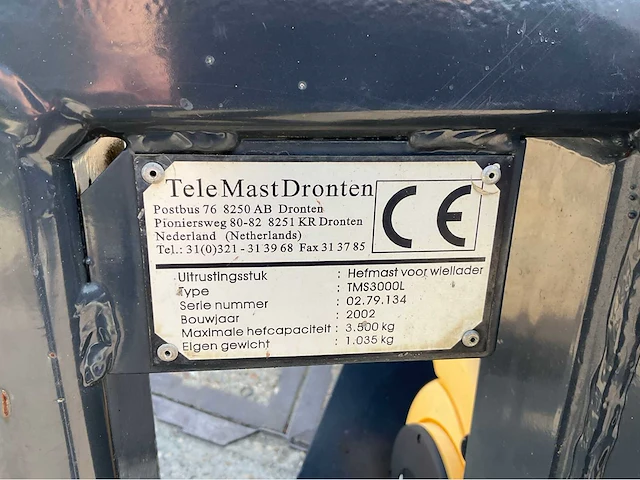 TeleMastDronten
Postbus 76 8250 AB Dronten
Pioniersweg 80-82 8251 KR Dronten
Nederland (Netherlands)
Tel.: 31(0)321 - 31 39 68 Fax 31 37 85
CE
Uitrustingsstuk : Hefmast voor wiellader
Type : TMS3000L
Serie nummer : 02.79.134
Bouwjaar : 2002
Maximale hefcapaciteit : 3.500 kg
Eigen gewicht : 1.035 kg